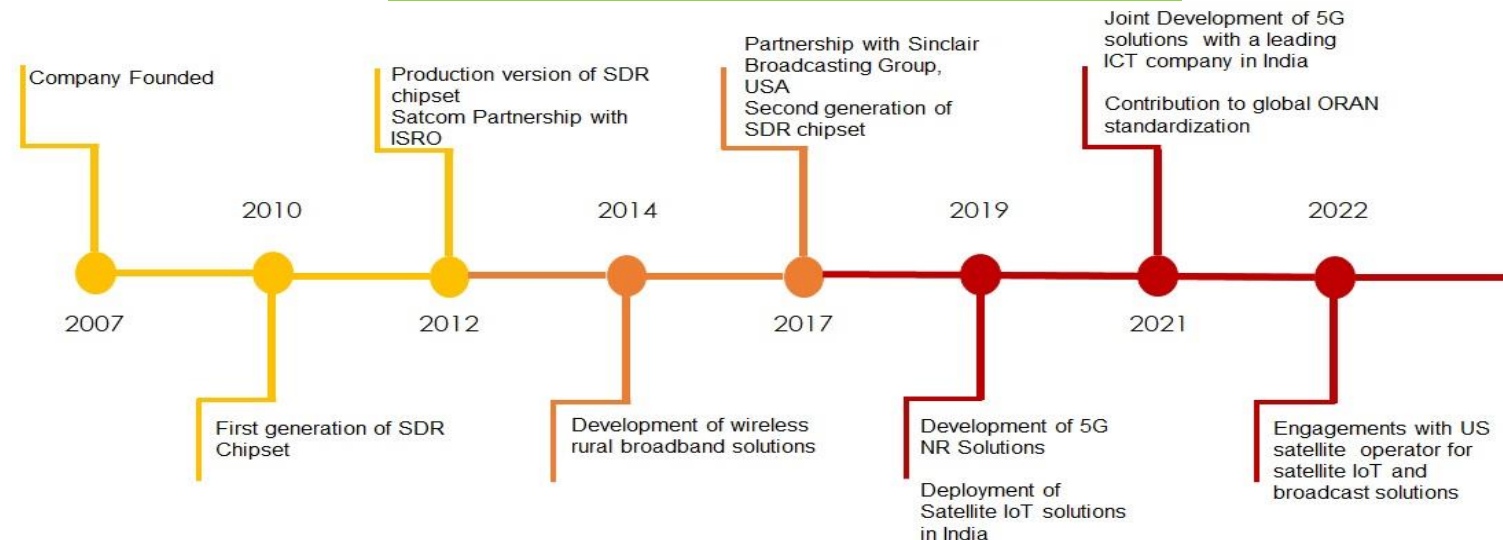 Company Founded
2007
2010
First generation of SDR
Chipset
Production version of SDR
chipset
Satcom Partnership with
ISRO
2012
2014
Development of wireless
rural broadband solutions
Partnership with Sinclair
Broadcasting Group,
USA
Second generation of
SDR chipset
2017
2019
Development of 5G
NR Solutions
Deployment of
Satellite IoT solutions
in India
Joint Development of 5G
solutions with a leading
ICT company in India
Contribution to global ORAN
standardization
2021
2022
Engagements with US
satellite operator for
satellite IoT and
broadcast solutions